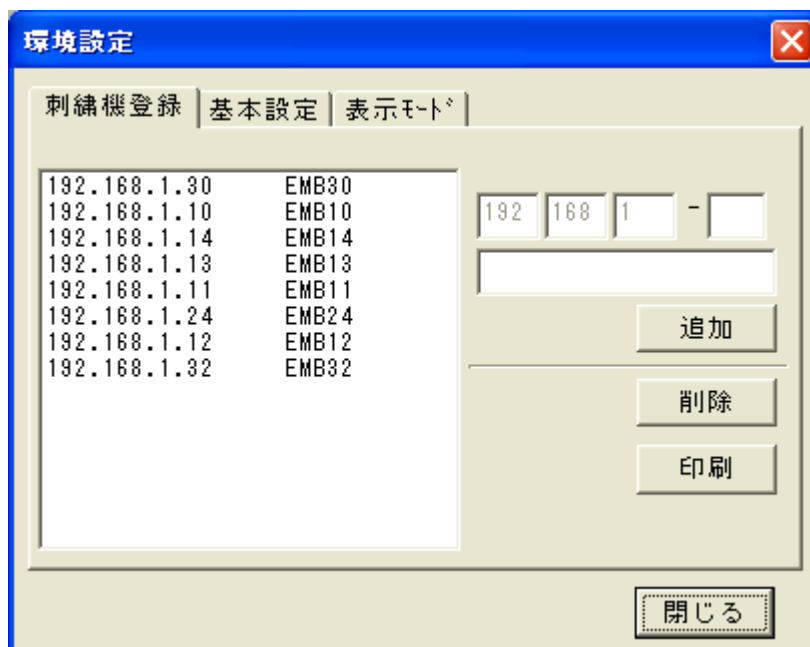 環境設定
刺繍機登録 基本設定 表示ﾓｰﾄﾞ
192.168.1.30 EMB30
192.168.1.10 EMB10
192.168.1.14 EMB14
192.168.1.13 EMB13
192.168.1.11 EMB11
192.168.1.24 EMB24
192.168.1.12 EMB12
192.168.1.32 EMB32
192 168 1 -
追加
削除
印刷
閉じる